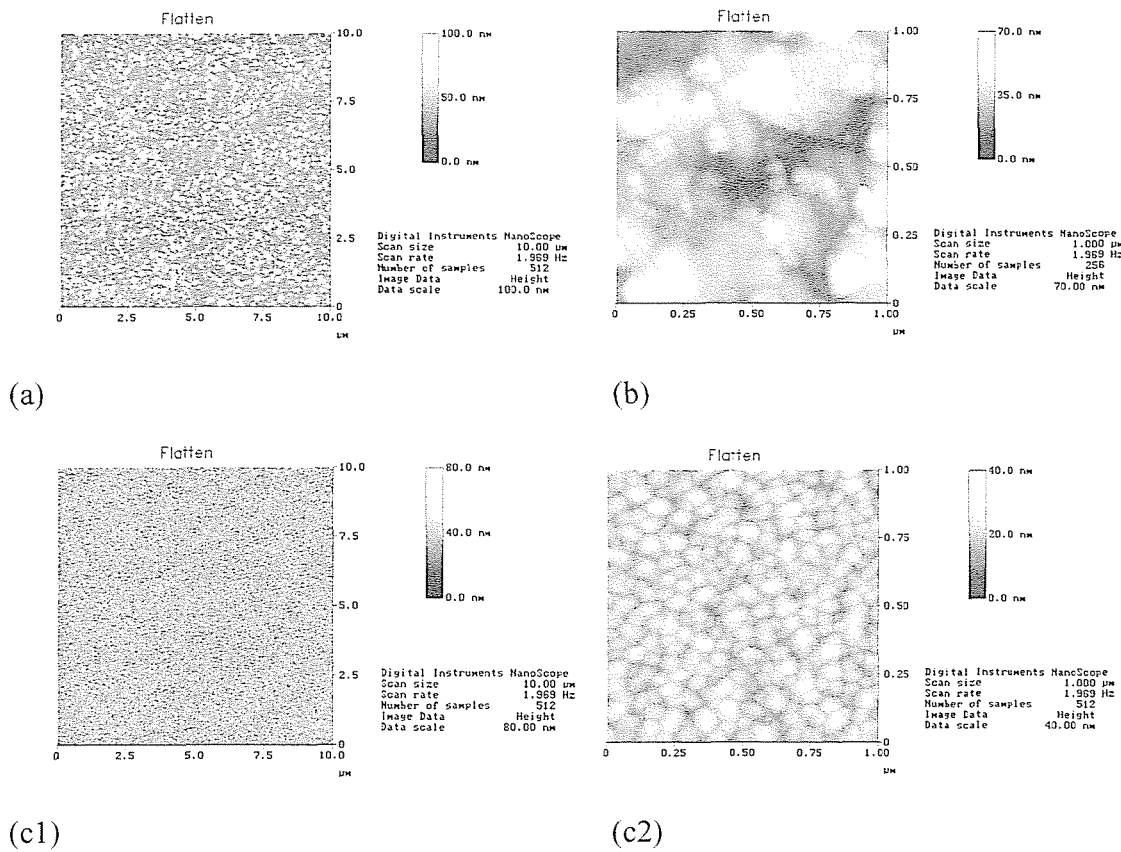 Flatten
10.0
7.5
5.0
2.5
0
0 2.5 5.0 7.5 10.0
μM
100.0 nM
50.0 nM
0.0 nM
Digital Instruments NanoScope
Scan size 10.00 μM
Scan rate 1.969 Hz
Number of samples 512
Image Data Height
Data scale 100.0 nM
(a)
Flatten
1.00
0.75
0.50
0.25
0
0 0.25 0.50 0.75 1.00
μM
70.0 nM
35.0 nM
0.0 nM
Digital Instruments NanoScope
Scan size 1.000 μM
Scan rate 1.969 Hz
Number of samples 256
Image Data Height
Data scale 70.00 nM
(b)
Flatten
10.0
7.5
5.0
2.5
0
0 2.5 5.0 7.5 10.0
μM
80.0 nM
40.0 nM
0.0 nM
Digital Instruments NanoScope
Scan size 10.00 μM
Scan rate 1.969 Hz
Number of samples 512
Image Data Height
Data scale 80.00 nM
(c1)
Flatten
1.00
0.75
0.50
0.25
0
0 0.25 0.50 0.75 1.00
μM
40.0 nM
20.0 nM
0.0 nM
Digital Instruments NanoScope
Scan size 1.000 μM
Scan rate 1.969 Hz
Number of samples 512
Image Data Height
Data scale 40.00 nM
(c2)